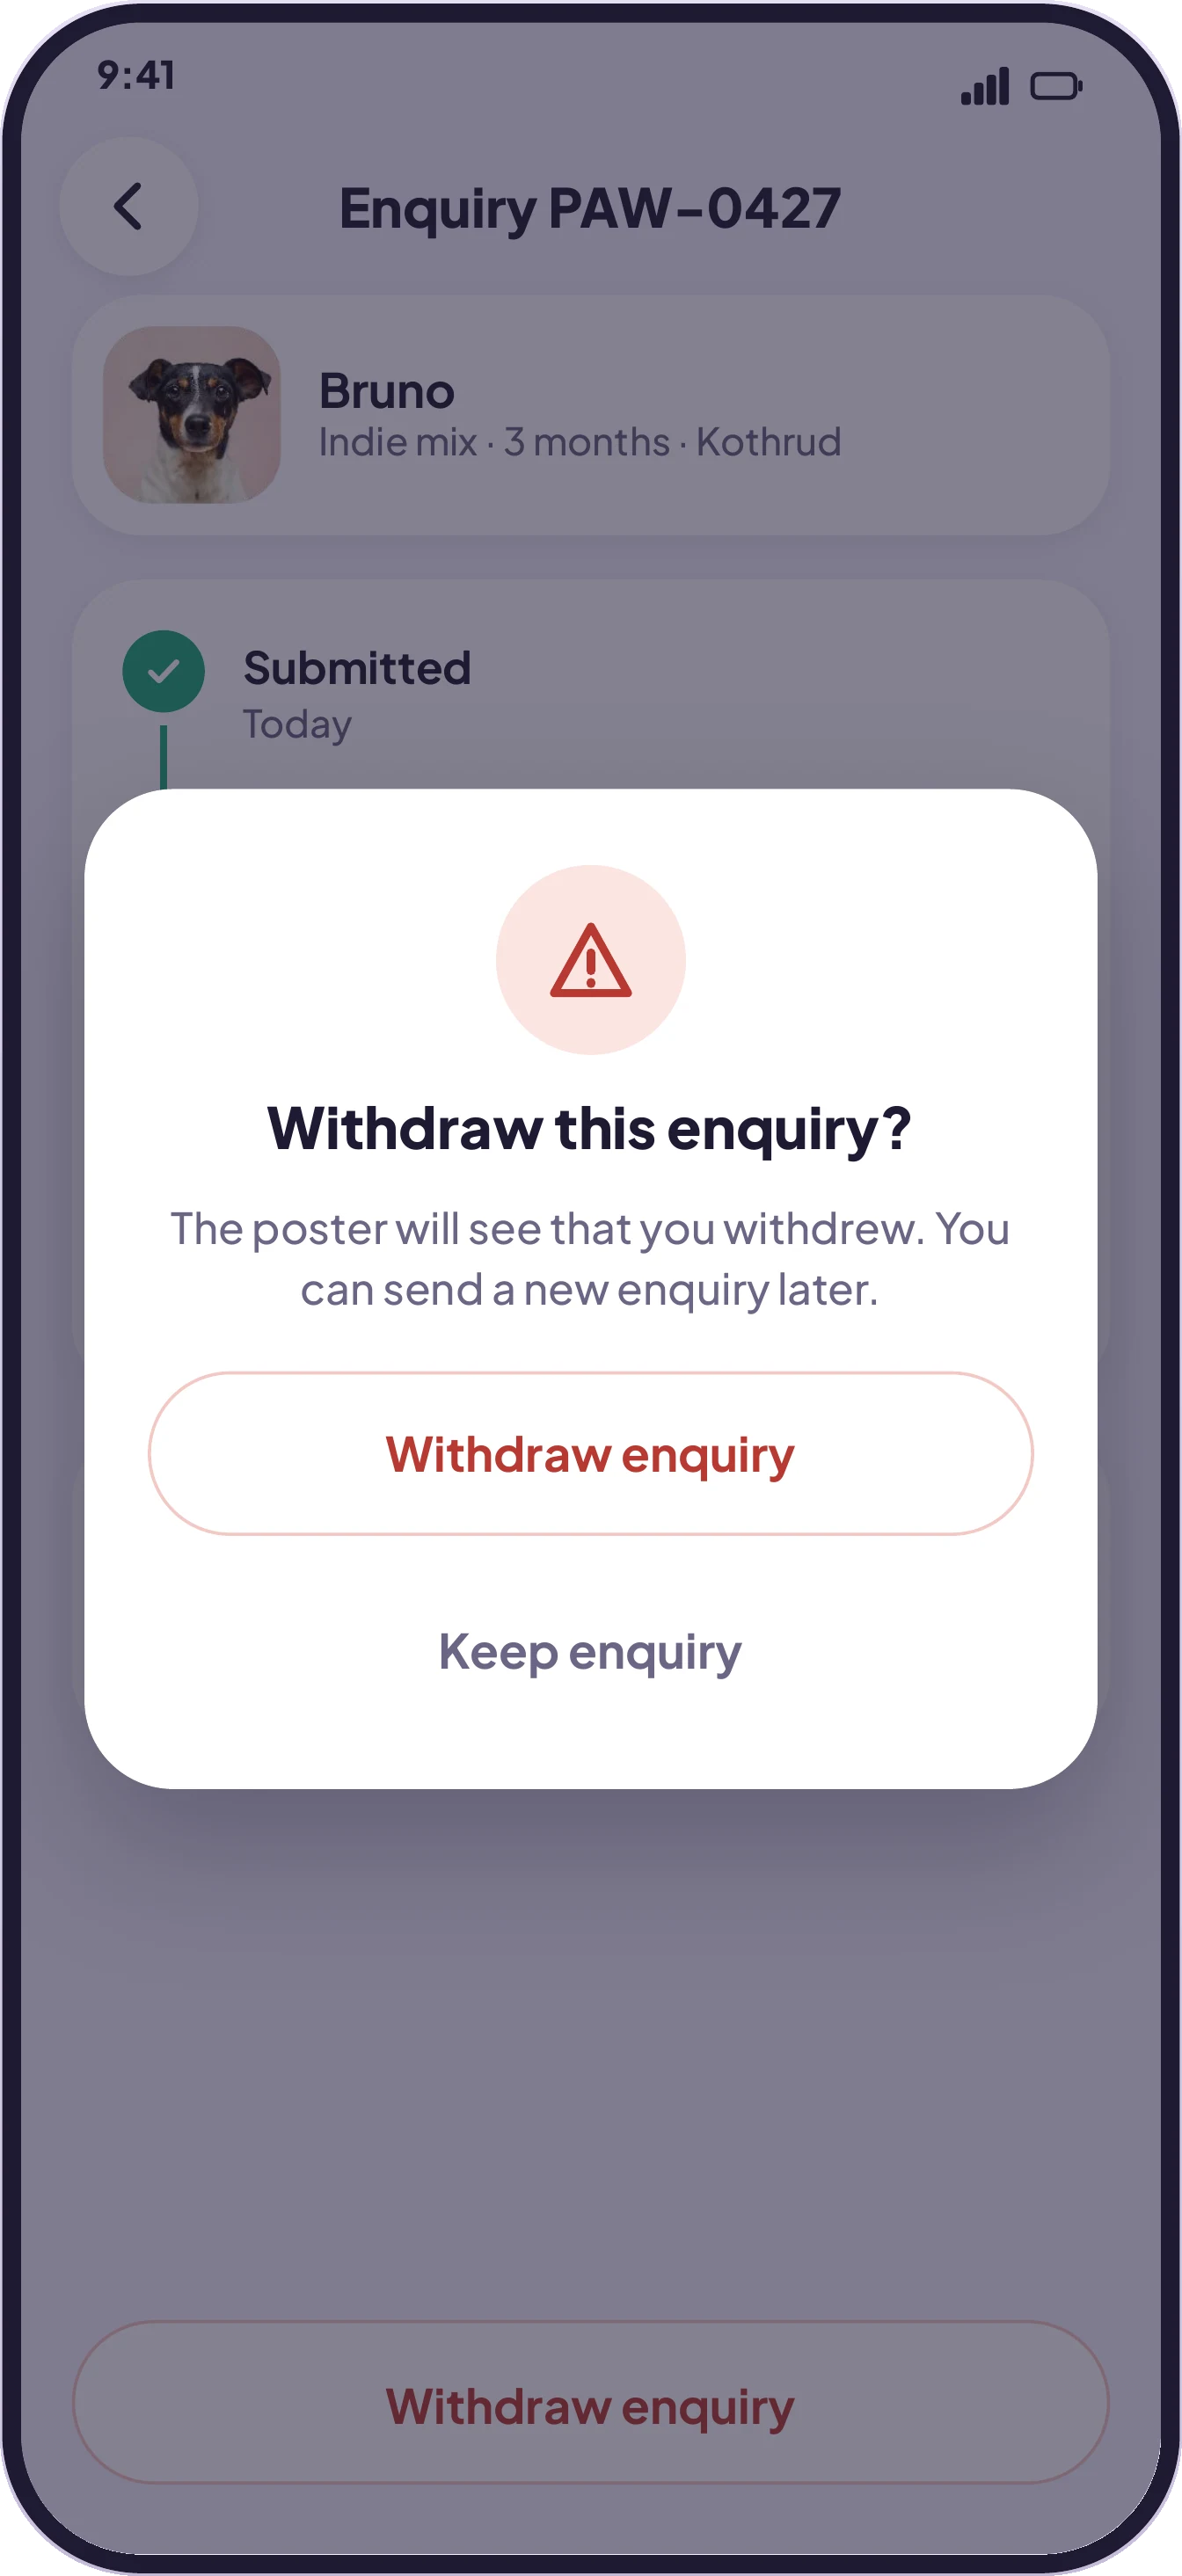 9:41
Enquiry PAW-0427
Bruno
Indie mix · 3 months · Kothrud
Submitted
Today
Withdraw this enquiry?
The poster will see that you withdrew. You
can send a new enquiry later.
Withdraw enquiry
Keep enquiry
Withdraw enquiry